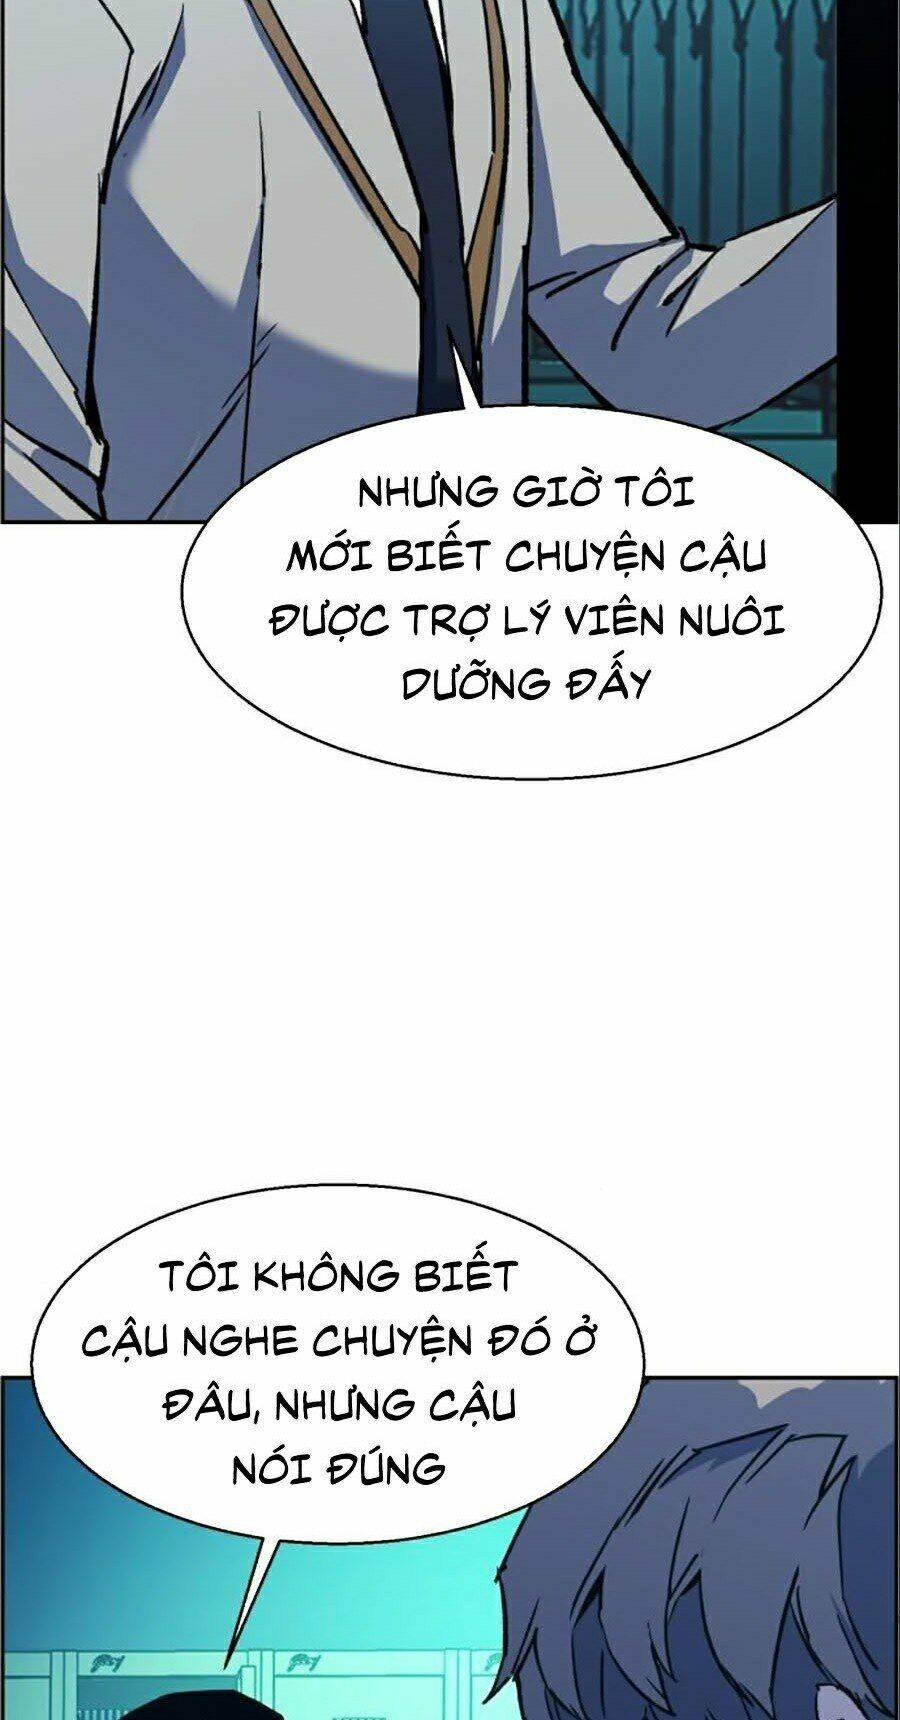 NHƯNG GIỜ TÔI
MỚI BIẾT CHUYỆN CẬU
ĐƯỢC TRỢ LÝ VIÊN NUÔI
DƯỠNG ĐẤY
TÔI KHÔNG BIẾT
CẬU NGHE CHUYỆN ĐÓ Ở
ĐÂU, NHƯNG CẬU
NÓI ĐÚNG